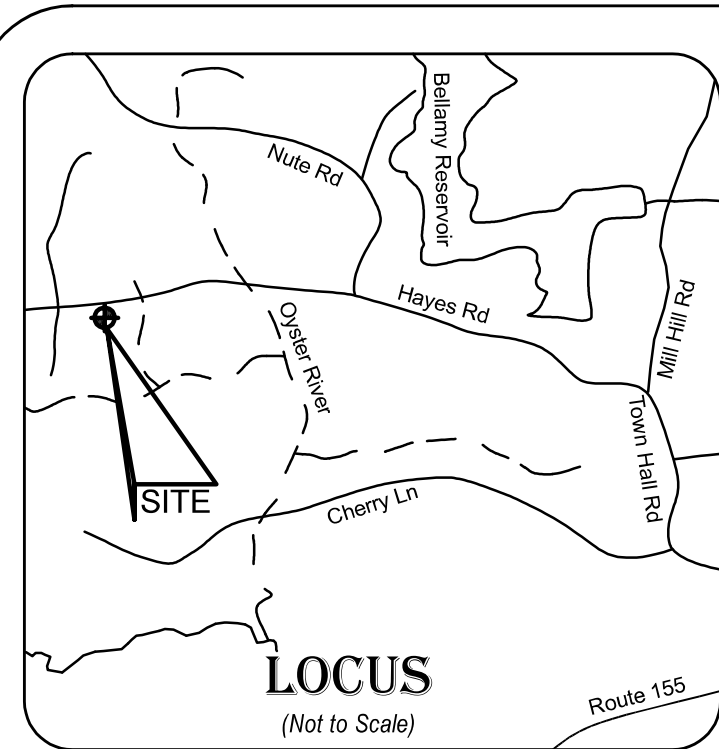 Bellamy Reservoir
Nute Rd
Hayes Rd
Mill Hill Rd
Oyster River
Town Hall Rd
SITE
Cherry Ln
LOCUS
(Not to Scale)
Route 155